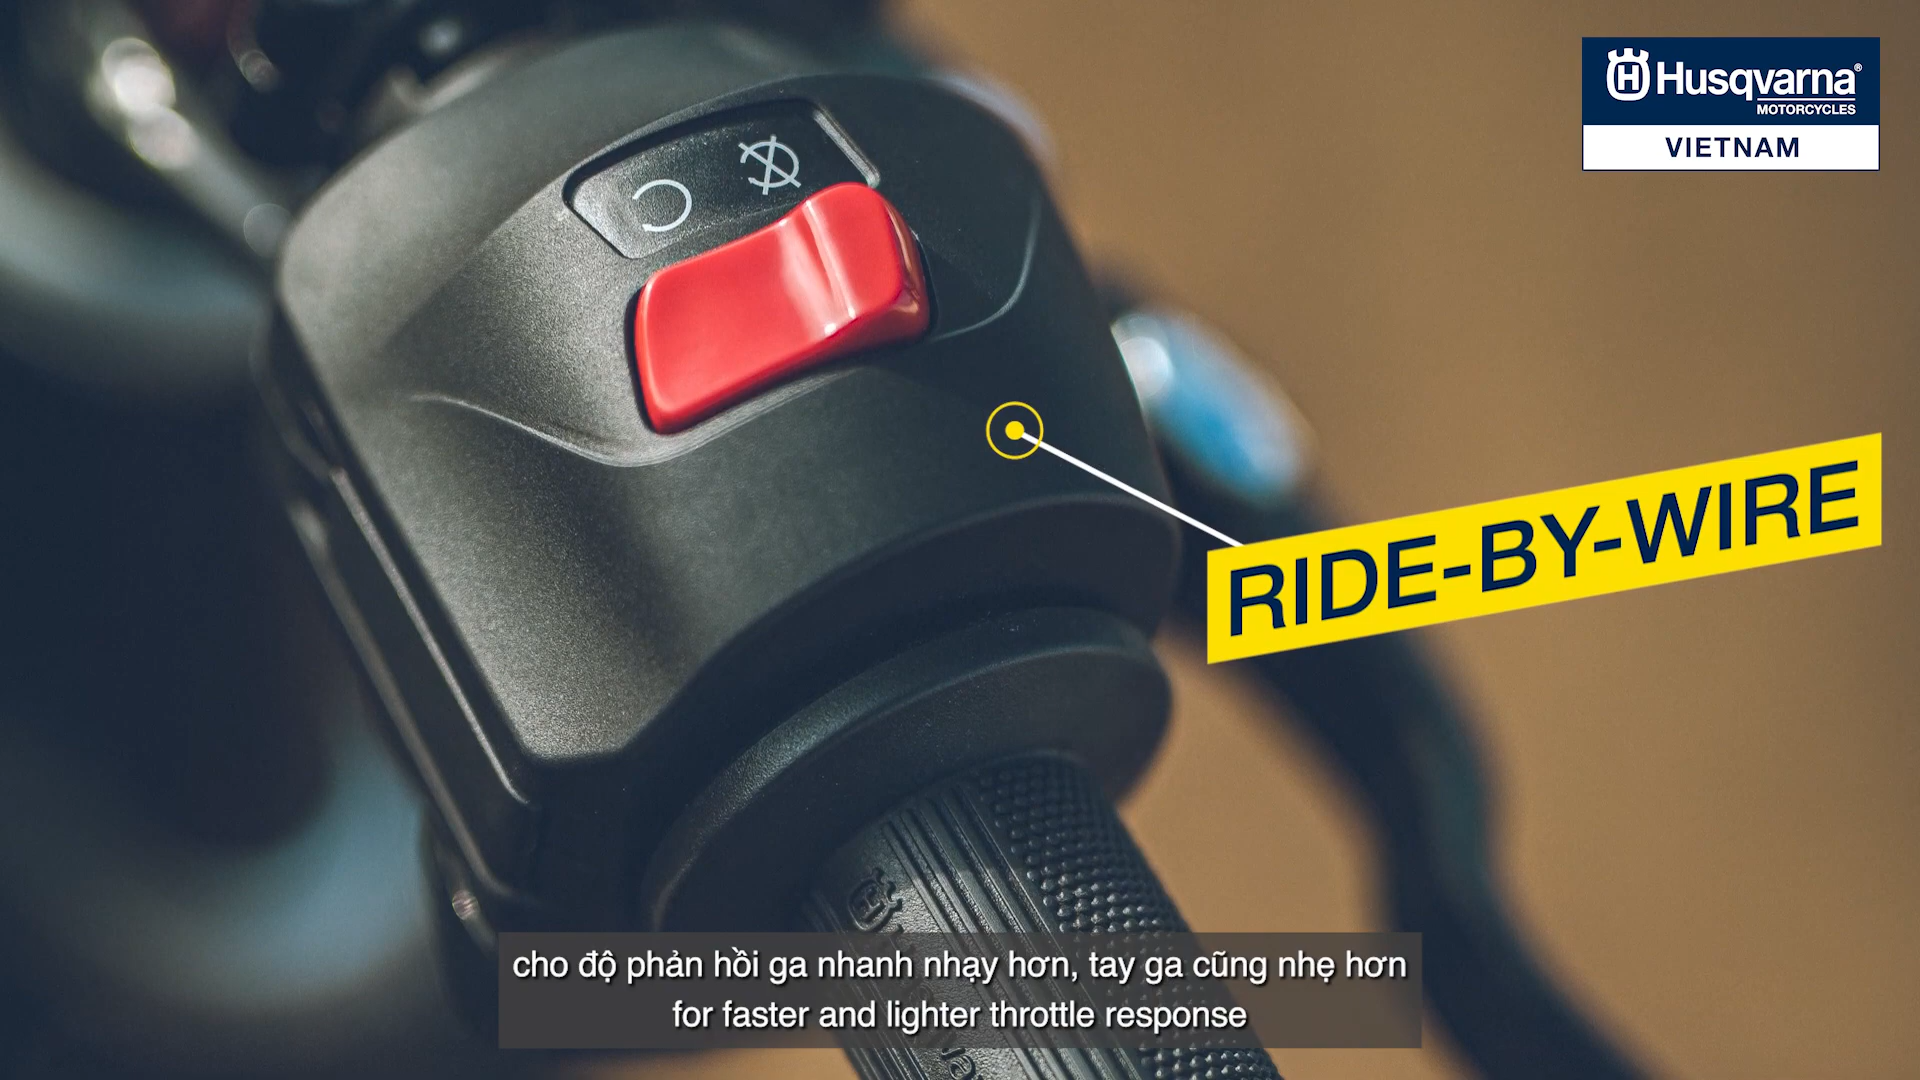 HUSQVARNA®
MOTORCYCLES
VIETNAM
RIDE-BY-WIRE
cho độ phản hồi ga nhanh nhạy hơn, tay ga cũng nhẹ hơn
for faster and lighter throttle response